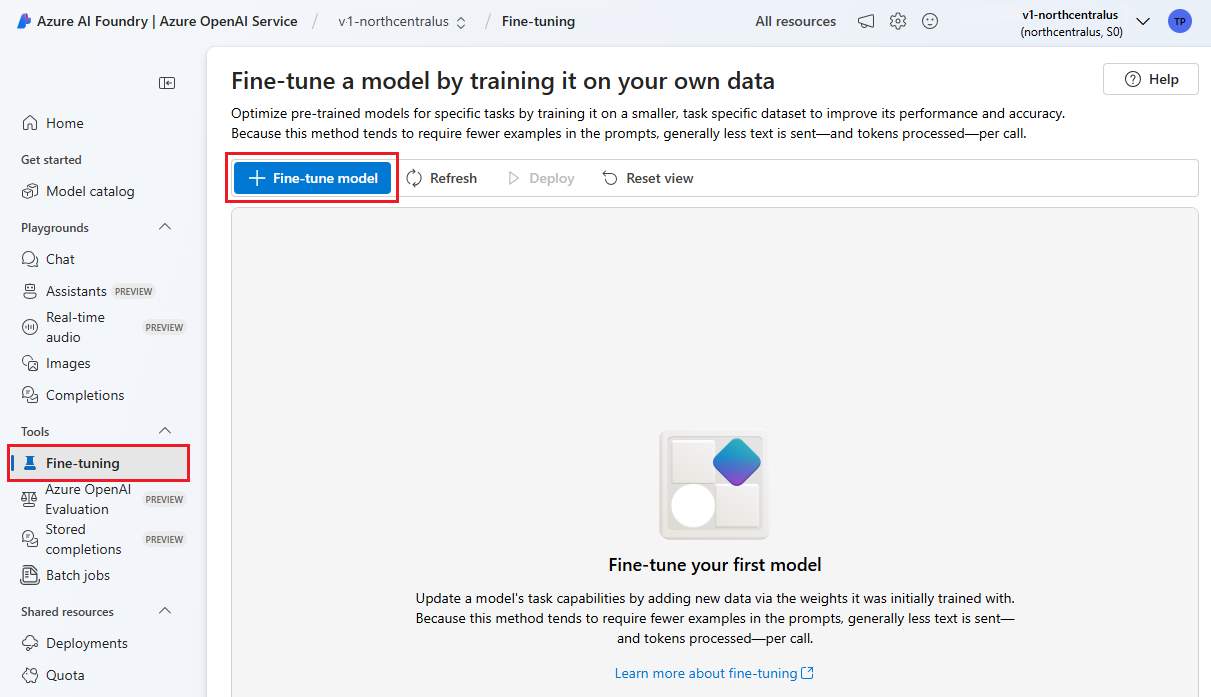 Azure AI Foundry | Azure OpenAI Service / v1-northcentralus / Fine-tuning All resources v1-northcentralus
(northcentralus, S0) TP
Home
Get started
Model catalog
Playgrounds
Chat
Assistants PREVIEW
Real-time
audio PREVIEW
Images
Completions
Tools
Fine-tuning
Azure OpenAI
Evaluation PREVIEW
Stored
completions PREVIEW
Batch jobs
Shared resources
Deployments
Quota
Fine-tune a model by training it on your own data
Help
Optimize pre-trained models for specific tasks by training it on a smaller, task specific dataset to improve its performance and accuracy.
Because this method tends to require fewer examples in the prompts, generally less text is sent—and tokens processed—per call.
Fine-tune model Refresh Deploy Reset view
Fine-tune your first model
Update a model's task capabilities by adding new data via the weights it was initially trained with.
Because this method tends to require fewer examples in the prompts, generally less text is sent—
and tokens processed—per call.
Learn more about fine-tuning